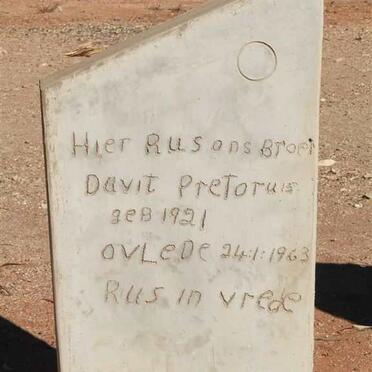 Hier Rus ons Broer
Davit Pretoruis
geB 1921
OVLeDe 24:1:1963
Rus in vrede